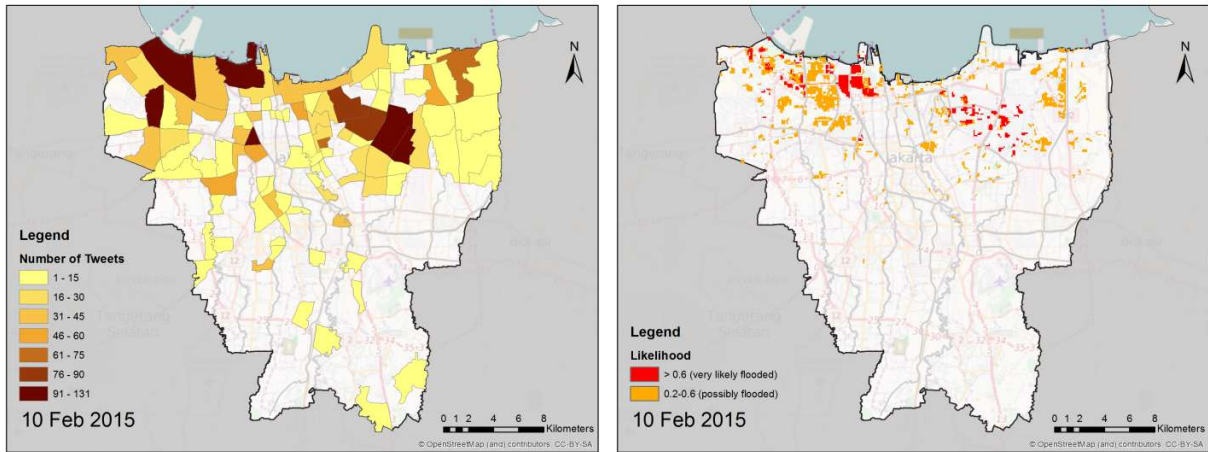 N
Jakarta
Legend
Number of Tweets
1 - 15
16 - 30
31 - 45
46 - 60
61 - 75
76 - 90
91 - 131
10 Feb 2015
0 1 2 4 6 8
Kilometers
© OpenStreetMap (and) contributors, CC-BY-SA
N
Jakarta
Legend
Likelihood
> 0.6 (very likely flooded)
0.2-0.6 (possibly flooded)
10 Feb 2015
0 1 2 4 6 8
Kilometers
© OpenStreetMap (and) contributors, CC-BY-SA